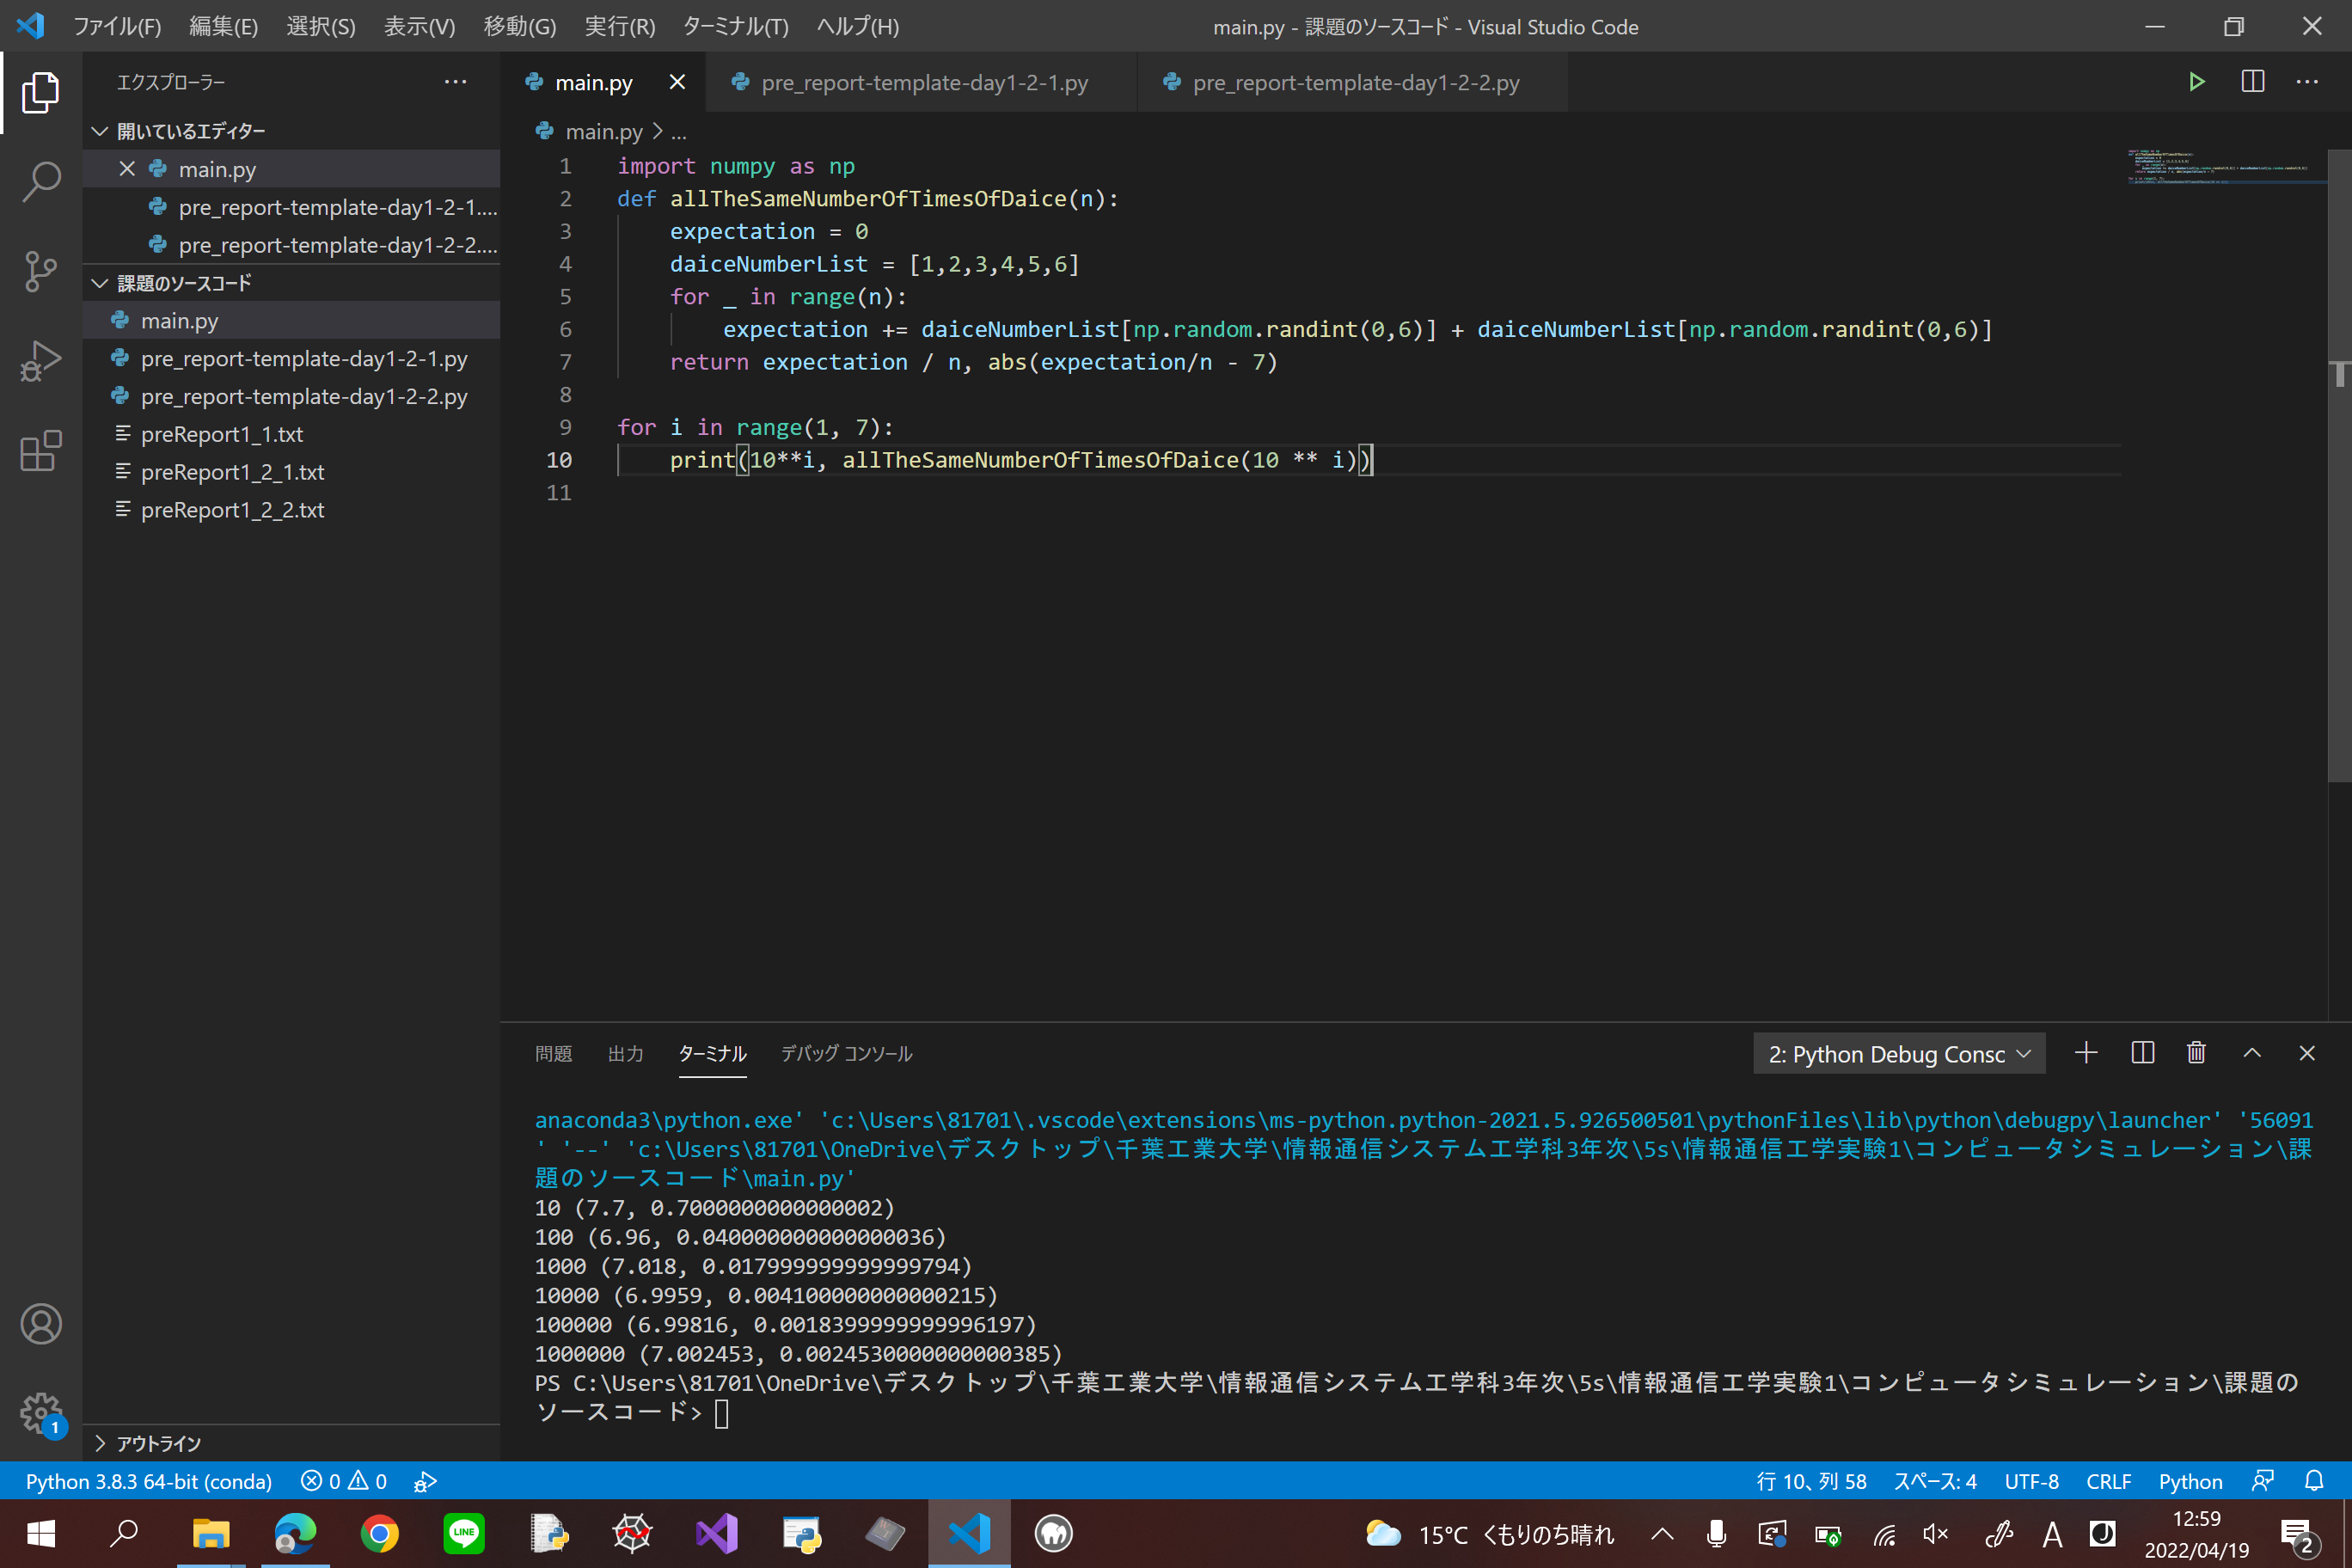 ファイル(F) 編集(E) 選択(S) 表示(V) 移動(G) 実行(R) ターミナル(T) ヘルプ(H) main.py - 課題のソースコード - Visual Studio Code
エクスプローラー
開いているエディター
main.py
pre_report-template-day1-2-1....
pre_report-template-day1-2-2....
課題のソースコード
main.py
pre_report-template-day1-2-1.py
pre_report-template-day1-2-2.py
preReport1_1.txt
preReport1_2_1.txt
preReport1_2_2.txt
アウトライン
main.py pre_report-template-day1-2-1.py pre_report-template-day1-2-2.py
main.py > ...
1 import numpy as np
2 def allTheSameNumberOfTimesOfDaice(n):
3     expectation = 0
4     daiceNumberList = [1,2,3,4,5,6]
5     for _ in range(n):
6         expectation += daiceNumberList[np.random.randint(0,6)] + daiceNumberList[np.random.randint(0,6)]
7     return expectation / n, abs(expectation/n - 7)
8
9 for i in range(1, 7):
10     print(10**i, allTheSameNumberOfTimesOfDaice(10 ** i))
11
問題 出力 ターミナル デバッグ コンソール 2: Python Debug Consc
anaconda3\python.exe' 'c:\Users\81701\.vscode\extensions\ms-python.python-2021.5.926500501\pythonFiles\lib\python\debugpy\launcher' '56091
' '--' 'c:\Users\81701\OneDrive\デスクトップ\千葉工業大学\情報通信システム工学科3年次\5s\情報通信工学実験1\コンピュータシミュレーション\課
題のソースコード\main.py'
10 (7.7, 0.7000000000000002)
100 (6.96, 0.040000000000000036)
1000 (7.018, 0.017999999999999794)
10000 (6.9959, 0.004100000000000215)
100000 (6.99816, 0.0018399999999996197)
1000000 (7.002453, 0.0024530000000000385)
PS C:\Users\81701\OneDrive\デスクトップ\千葉工業大学\情報通信システム工学科3年次\5s\情報通信工学実験1\コンピュータシミュレーション\課題の
ソースコード>
1
Python 3.8.3 64-bit (conda) 0 0 行 10、列 58 スペース: 4 UTF-8 CRLF Python
LINE 15°C くもりのち晴れ A J 12:59
2022/04/19 2